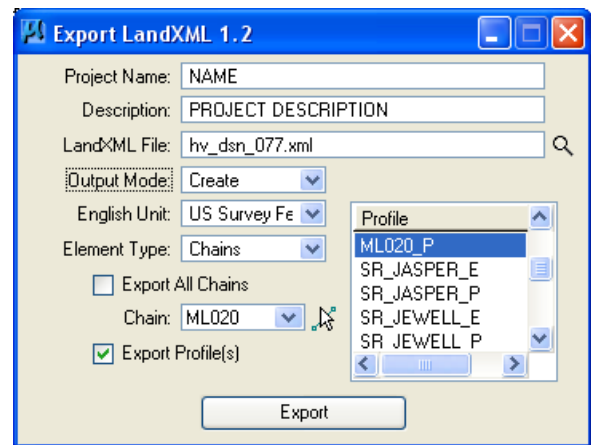 Export LandXML 1.2
Project Name: NAME
Description: PROJECT DESCRIPTION
LandXML File: hv_dsn_077.xml
Output Mode: Create
English Unit: US Survey Fe
Element Type: Chains
Export All Chains
Chain: ML020
Export Profile(s)
Profile
ML020_P
SR_JASPER_E
SR_JASPER_P
SR_JEWELL_E
SR_JEWELL_P
Export